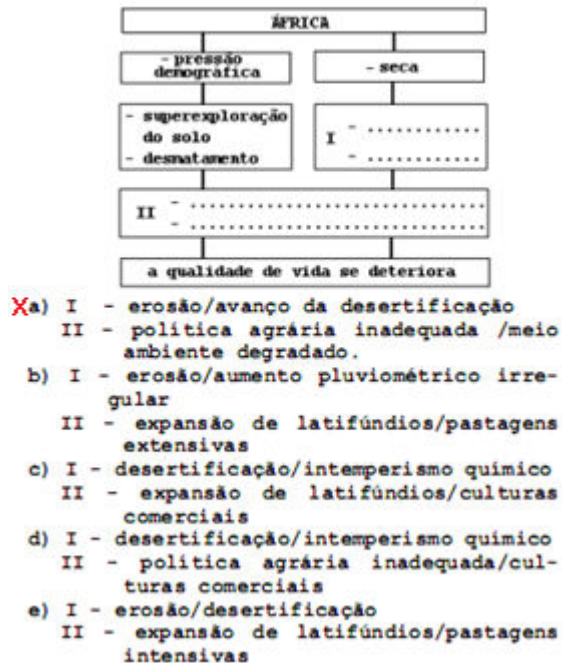 ÁFRICA
- pressão
demográfica
- seca
- superexploração
do solo
- desmatamento
I - ............
- ............
II - ................................
- ................................
a qualidade de vida se deteriora
X a) I - erosão/avanço da desertificação
II - política agrária inadequada /meio
ambiente degradado.
b) I - erosão/aumento pluviométrico irre-
gular
II - expansão de latifúndios/pastagens
extensivas
c) I - desertificação/intemperismo químico
II - expansão de latifúndios/culturas
comerciais
d) I - desertificação/intemperismo químico
II - política agrária inadequada/cul-
turas comerciais
e) I - erosão/desertificação
II - expansão de latifúndios/pastagens
intensivas